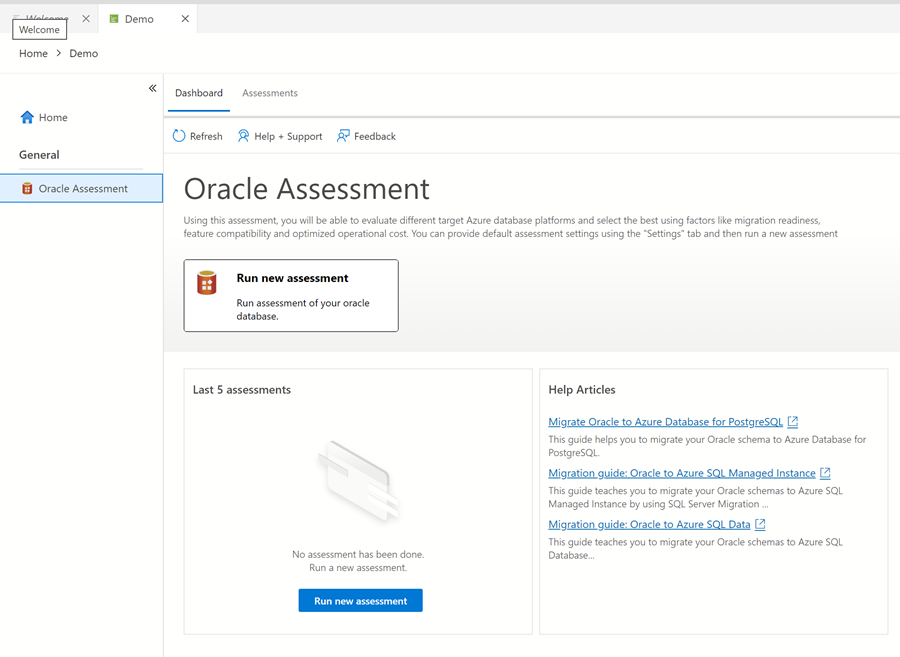 Welcome
Demo
Welcome
Home
Demo
Home
General
Oracle Assessment
Dashboard
Assessments
Refresh
Help + Support
Feedback
Oracle Assessment
Using this assessment, you will be able to evaluate different target Azure database platforms and select the best using factors like migration readiness,
feature compatibility and optimized operational cost. You can provide default assessment settings using the "Settings" tab and then run a new assessment
Run new assessment
Run assessment of your oracle
database.
Last 5 assessments
No assessment has been done.
Run a new assessment.
Run new assessment
Help Articles
Migrate Oracle to Azure Database for PostgreSQL
This guide helps you to migrate your Oracle schema to Azure Database for
PostgreSQL.
Migration guide: Oracle to Azure SQL Managed Instance
This guide teaches you to migrate your Oracle schemas to Azure SQL
Managed Instance by using SQL Server Migration ...
Migration guide: Oracle to Azure SQL Data
This guide teaches you to migrate your Oracle schemas to Azure SQL
Database...